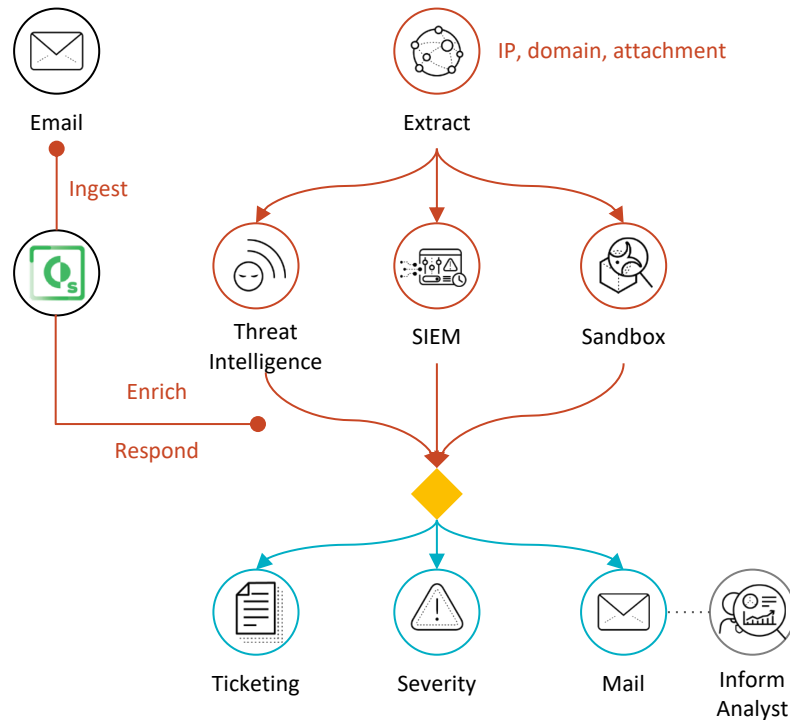 IP, domain, attachment
Email
Extract
Ingest
s
Threat
Intelligence
SIEM
Sandbox
Enrich
Respond
Ticketing
Severity
Mail
Inform
Analyst